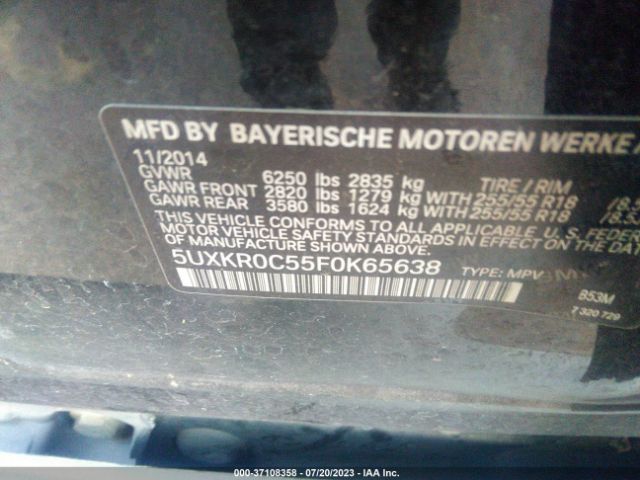 MFD BY BAYERISCHE MOTOREN WERKE
11/2014
GVWR 6250 lbs 2835 kg TIRE / RIM
GAWR FRONT 2820 lbs 1279 kg WITH 255/55 R18
GAWR REAR 3580 lbs 1624 kg WITH 255/55 R18
THIS VEHICLE CONFORMS TO ALL APPLICABLE U.S.
MOTOR VEHICLE SAFETY STANDARDS IN EFFECT ON THE
DATE OF MANUFACTURE SHOWN ABOVE.
5UXKR0C55F0K65638 TYPE: MPV
B53M
7 320 729
000-37108358 - 07/20/2023 - IAA Inc.